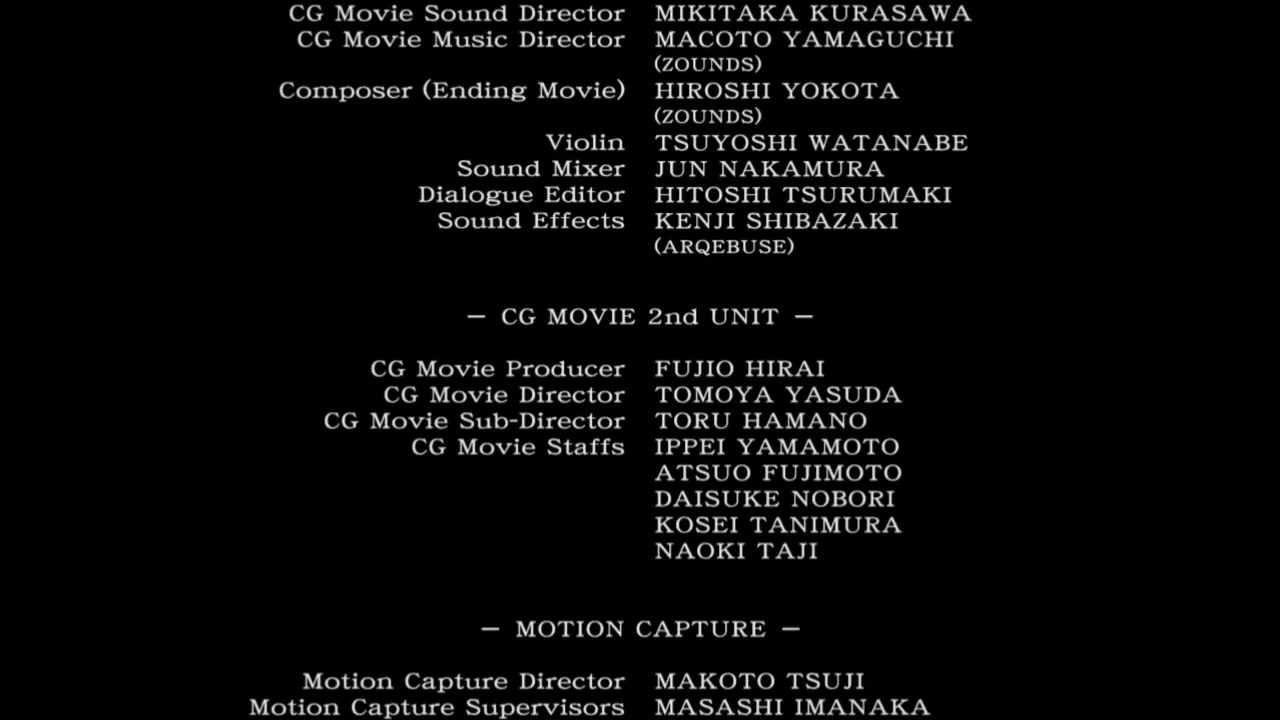 CG Movie Sound Director MIKITAKA KURASAWA
CG Movie Music Director MACOTO YAMAGUCHI
(ZOUNDS)
Composer (Ending Movie) HIROSHI YOKOTA
(ZOUNDS)
Violin TSUYOSHI WATANABE
Sound Mixer JUN NAKAMURA
Dialogue Editor HITOSHI TSURUMAKI
Sound Effects KENJI SHIBAZAKI
(ARQEBUSE)
— CG MOVIE 2nd UNIT —
CG Movie Producer FUJIO HIRAI
CG Movie Director TOMOYA YASUDA
CG Movie Sub-Director TORU HAMANO
CG Movie Staffs IPPEI YAMAMOTO
ATSUO FUJIMOTO
DAISUKE NOBORI
KOSEI TANIMURA
NAOKI TAJI
— MOTION CAPTURE —
Motion Capture Director MAKOTO TSUJI
Motion Capture Supervisors MASASHI IMANAKA